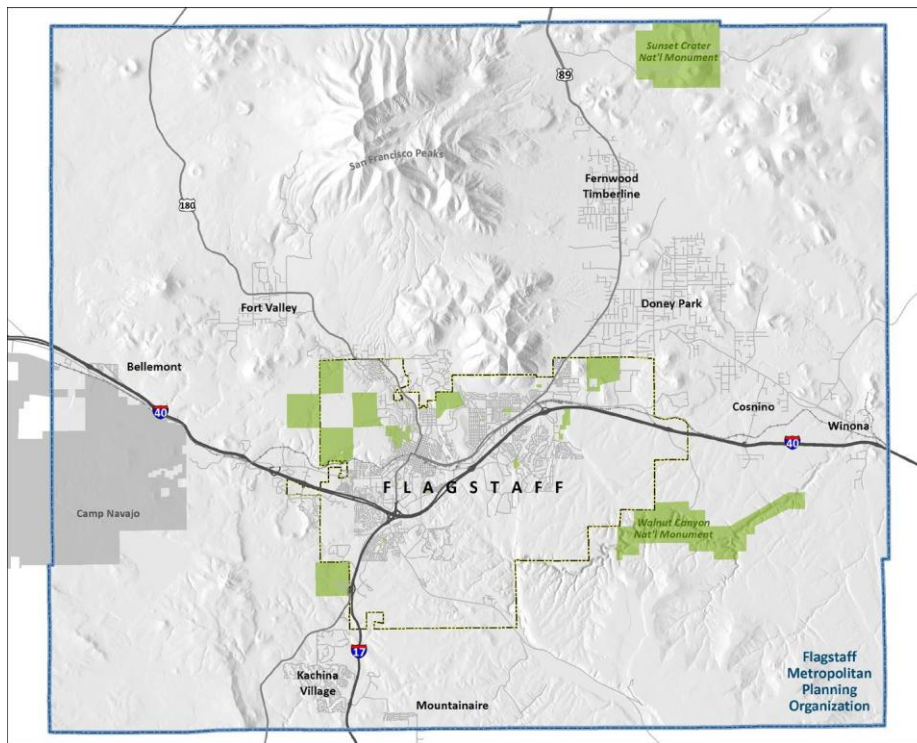 Sunset Crater
Nat'l Monument
89
San Francisco Peaks
Fernwood
Timberline
180
Fort Valley
Doney Park
Bellemont
40
Cosnino
Winona
40
FLAGSTAFF
Camp Navajo
Walnut Canyon
Nat'l Monument
17
Kachina
Village
Mountainaire
Flagstaff
Metropolitan
Planning
Organization